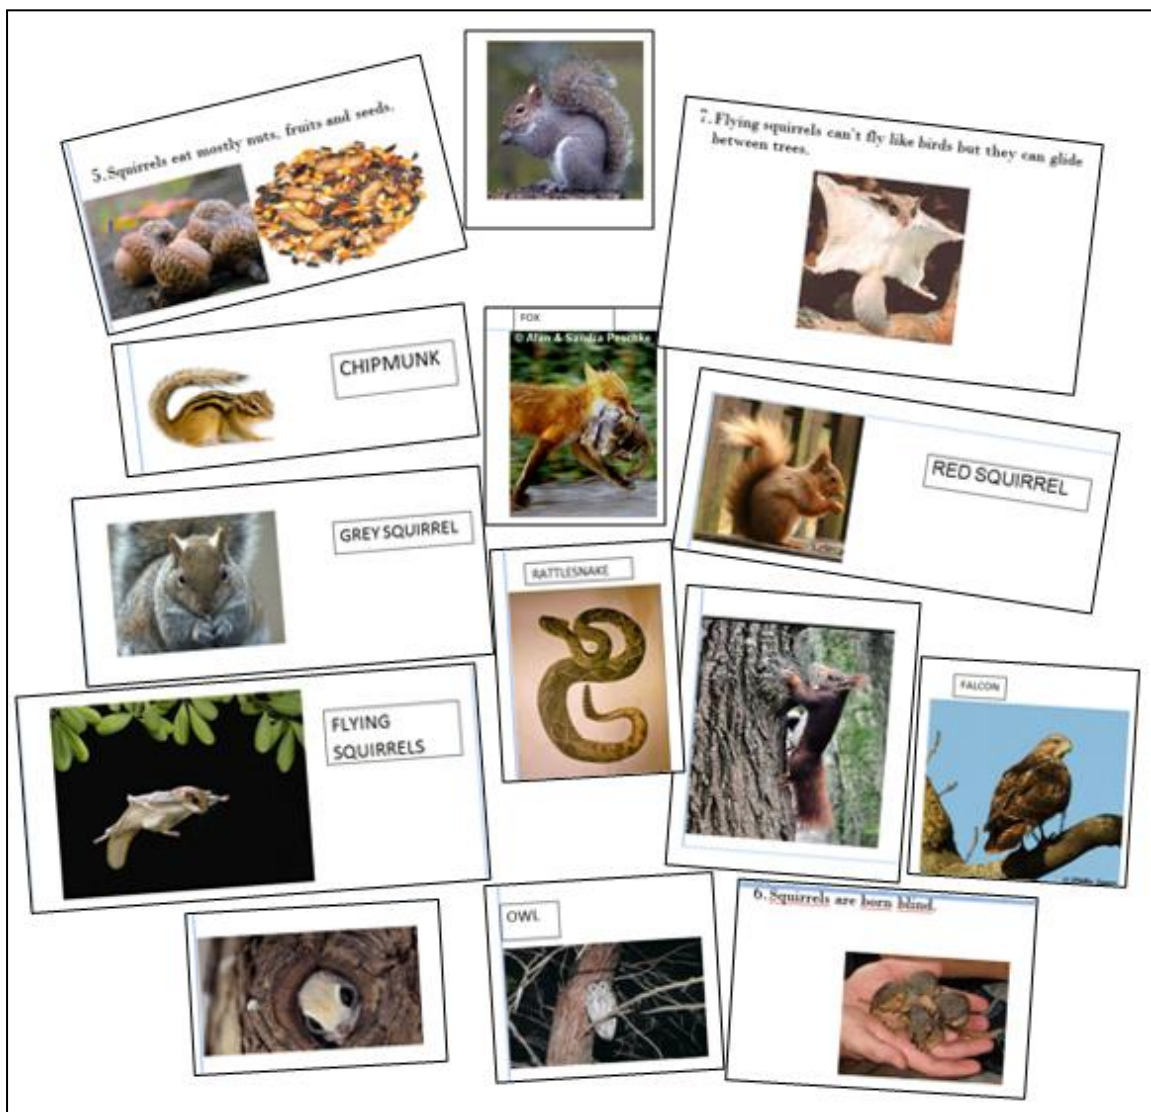 5. Squirrels eat mostly nuts, fruits and seeds.
7. Flying squirrels can't fly like birds but they can glide
between trees.
FOX
© Alan & Sandra Peschke
CHIPMUNK
RED SQUIRREL
GREY SQUIRREL
RATTLESNAKE
FLYING
SQUIRRELS
FALCON
OWL
6. Squirrels are born blind.